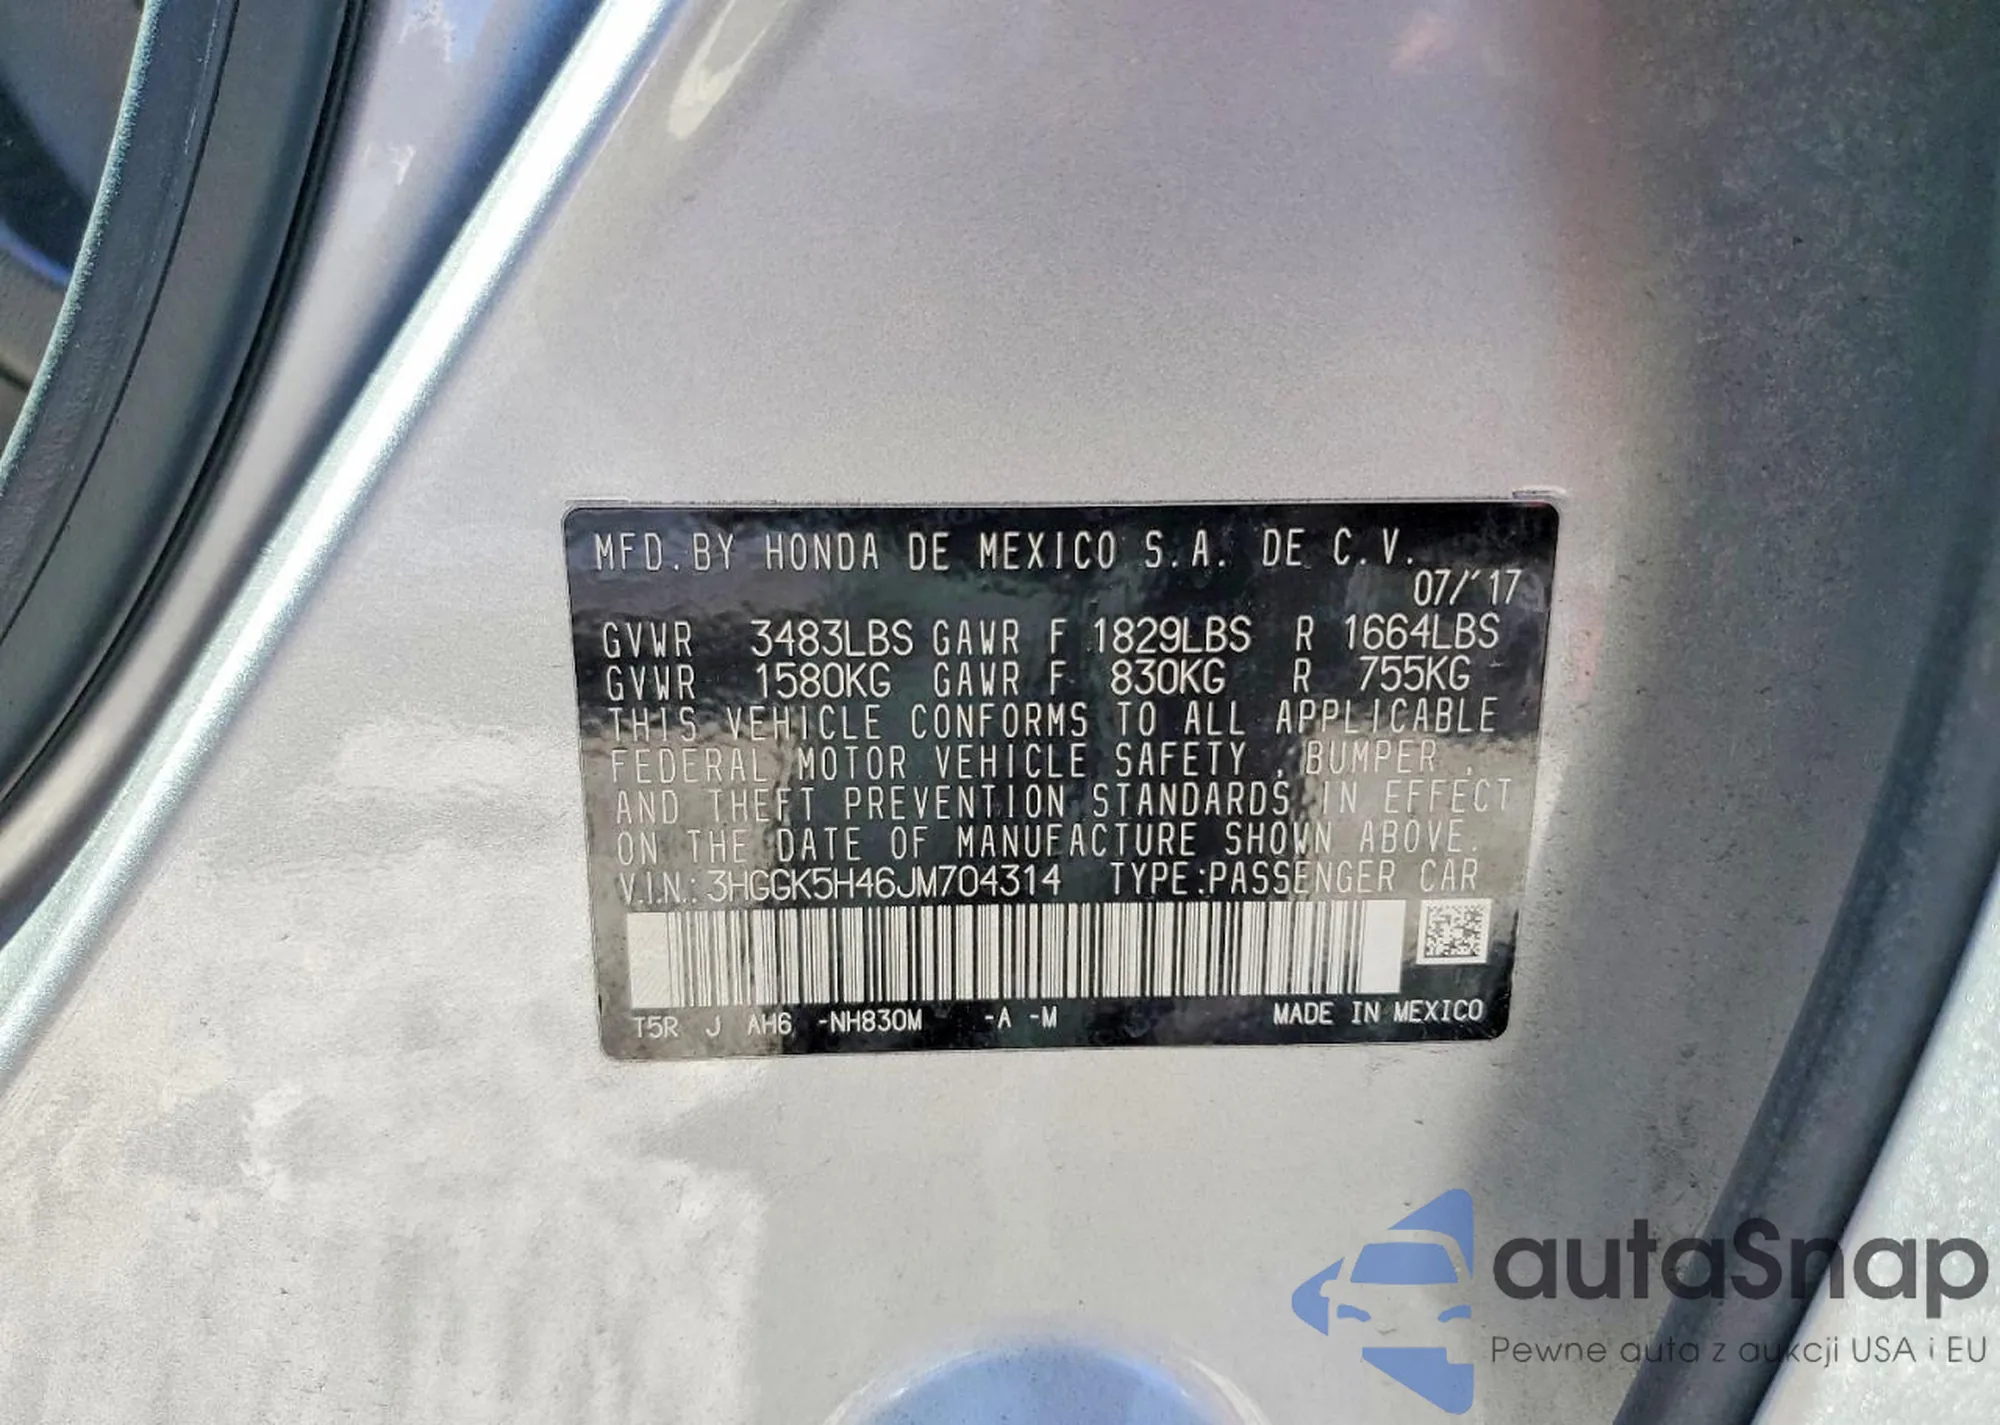 MFD. BY HONDA DE MEXICO S.A. DE C.V.
07/´17
GVWR 3483LBS GAWR F 1829LBS R 1664LBS
GVWR 1580KG GAWR F 830KG R 755KG
THIS VEHICLE CONFORMS TO ALL APPLICABLE
FEDERAL MOTOR VEHICLE SAFETY , BUMPER ,
AND THEFT PREVENTION STANDARDS IN EFFECT
ON THE DATE OF MANUFACTURE SHOWN ABOVE.
V.I.N.: 3HGGK5H46JM704314 TYPE:PASSENGER CAR
T5R J AH6 -NH830M -A -M MADE IN MEXICO
autaSnap
Pewne auta z aukcji USA i EU